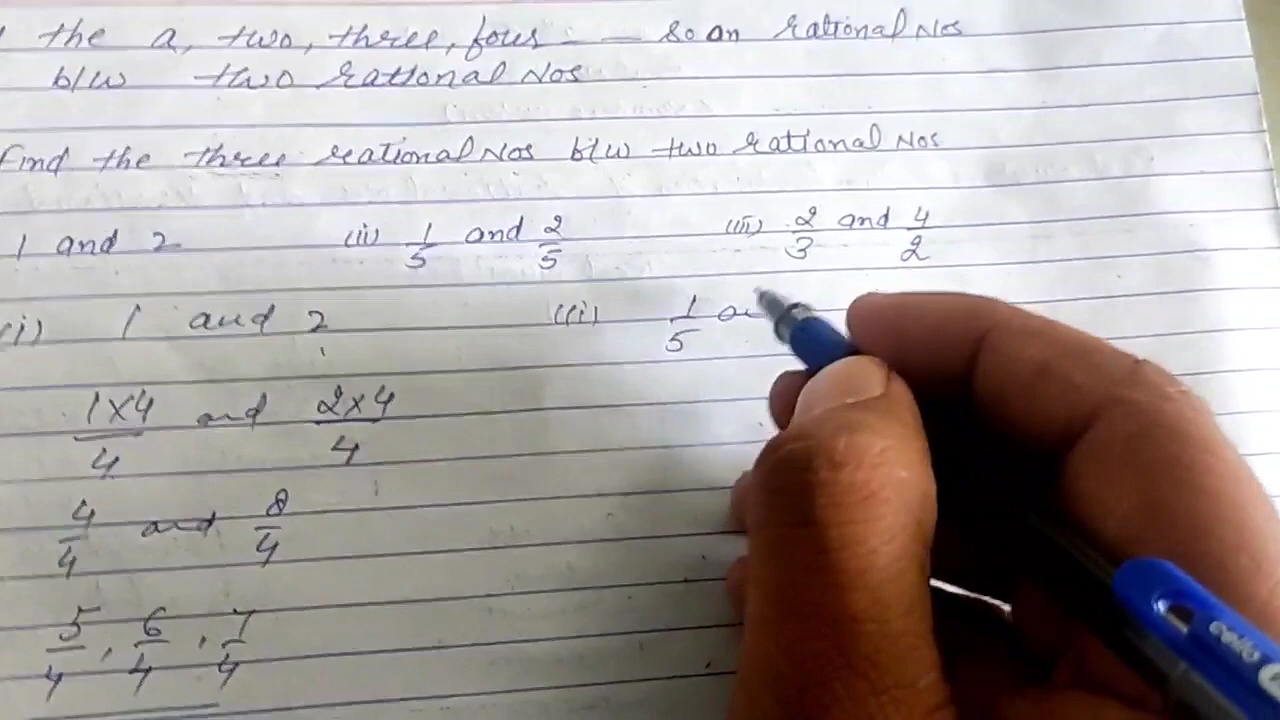 the a, two, three, four - - so on rational Nos
b/w two rational Nos
Find the three rational Nos b/w two rational Nos
1 and 2 (ii) 1/5 and 2/5 (iii) 2/3 and 4/2
(i) 1 and 2 (ii) 1/5 a
1×4/4 and 2×4/4
4/4 and 8/4
5/4, 6/4, 7/4
cello